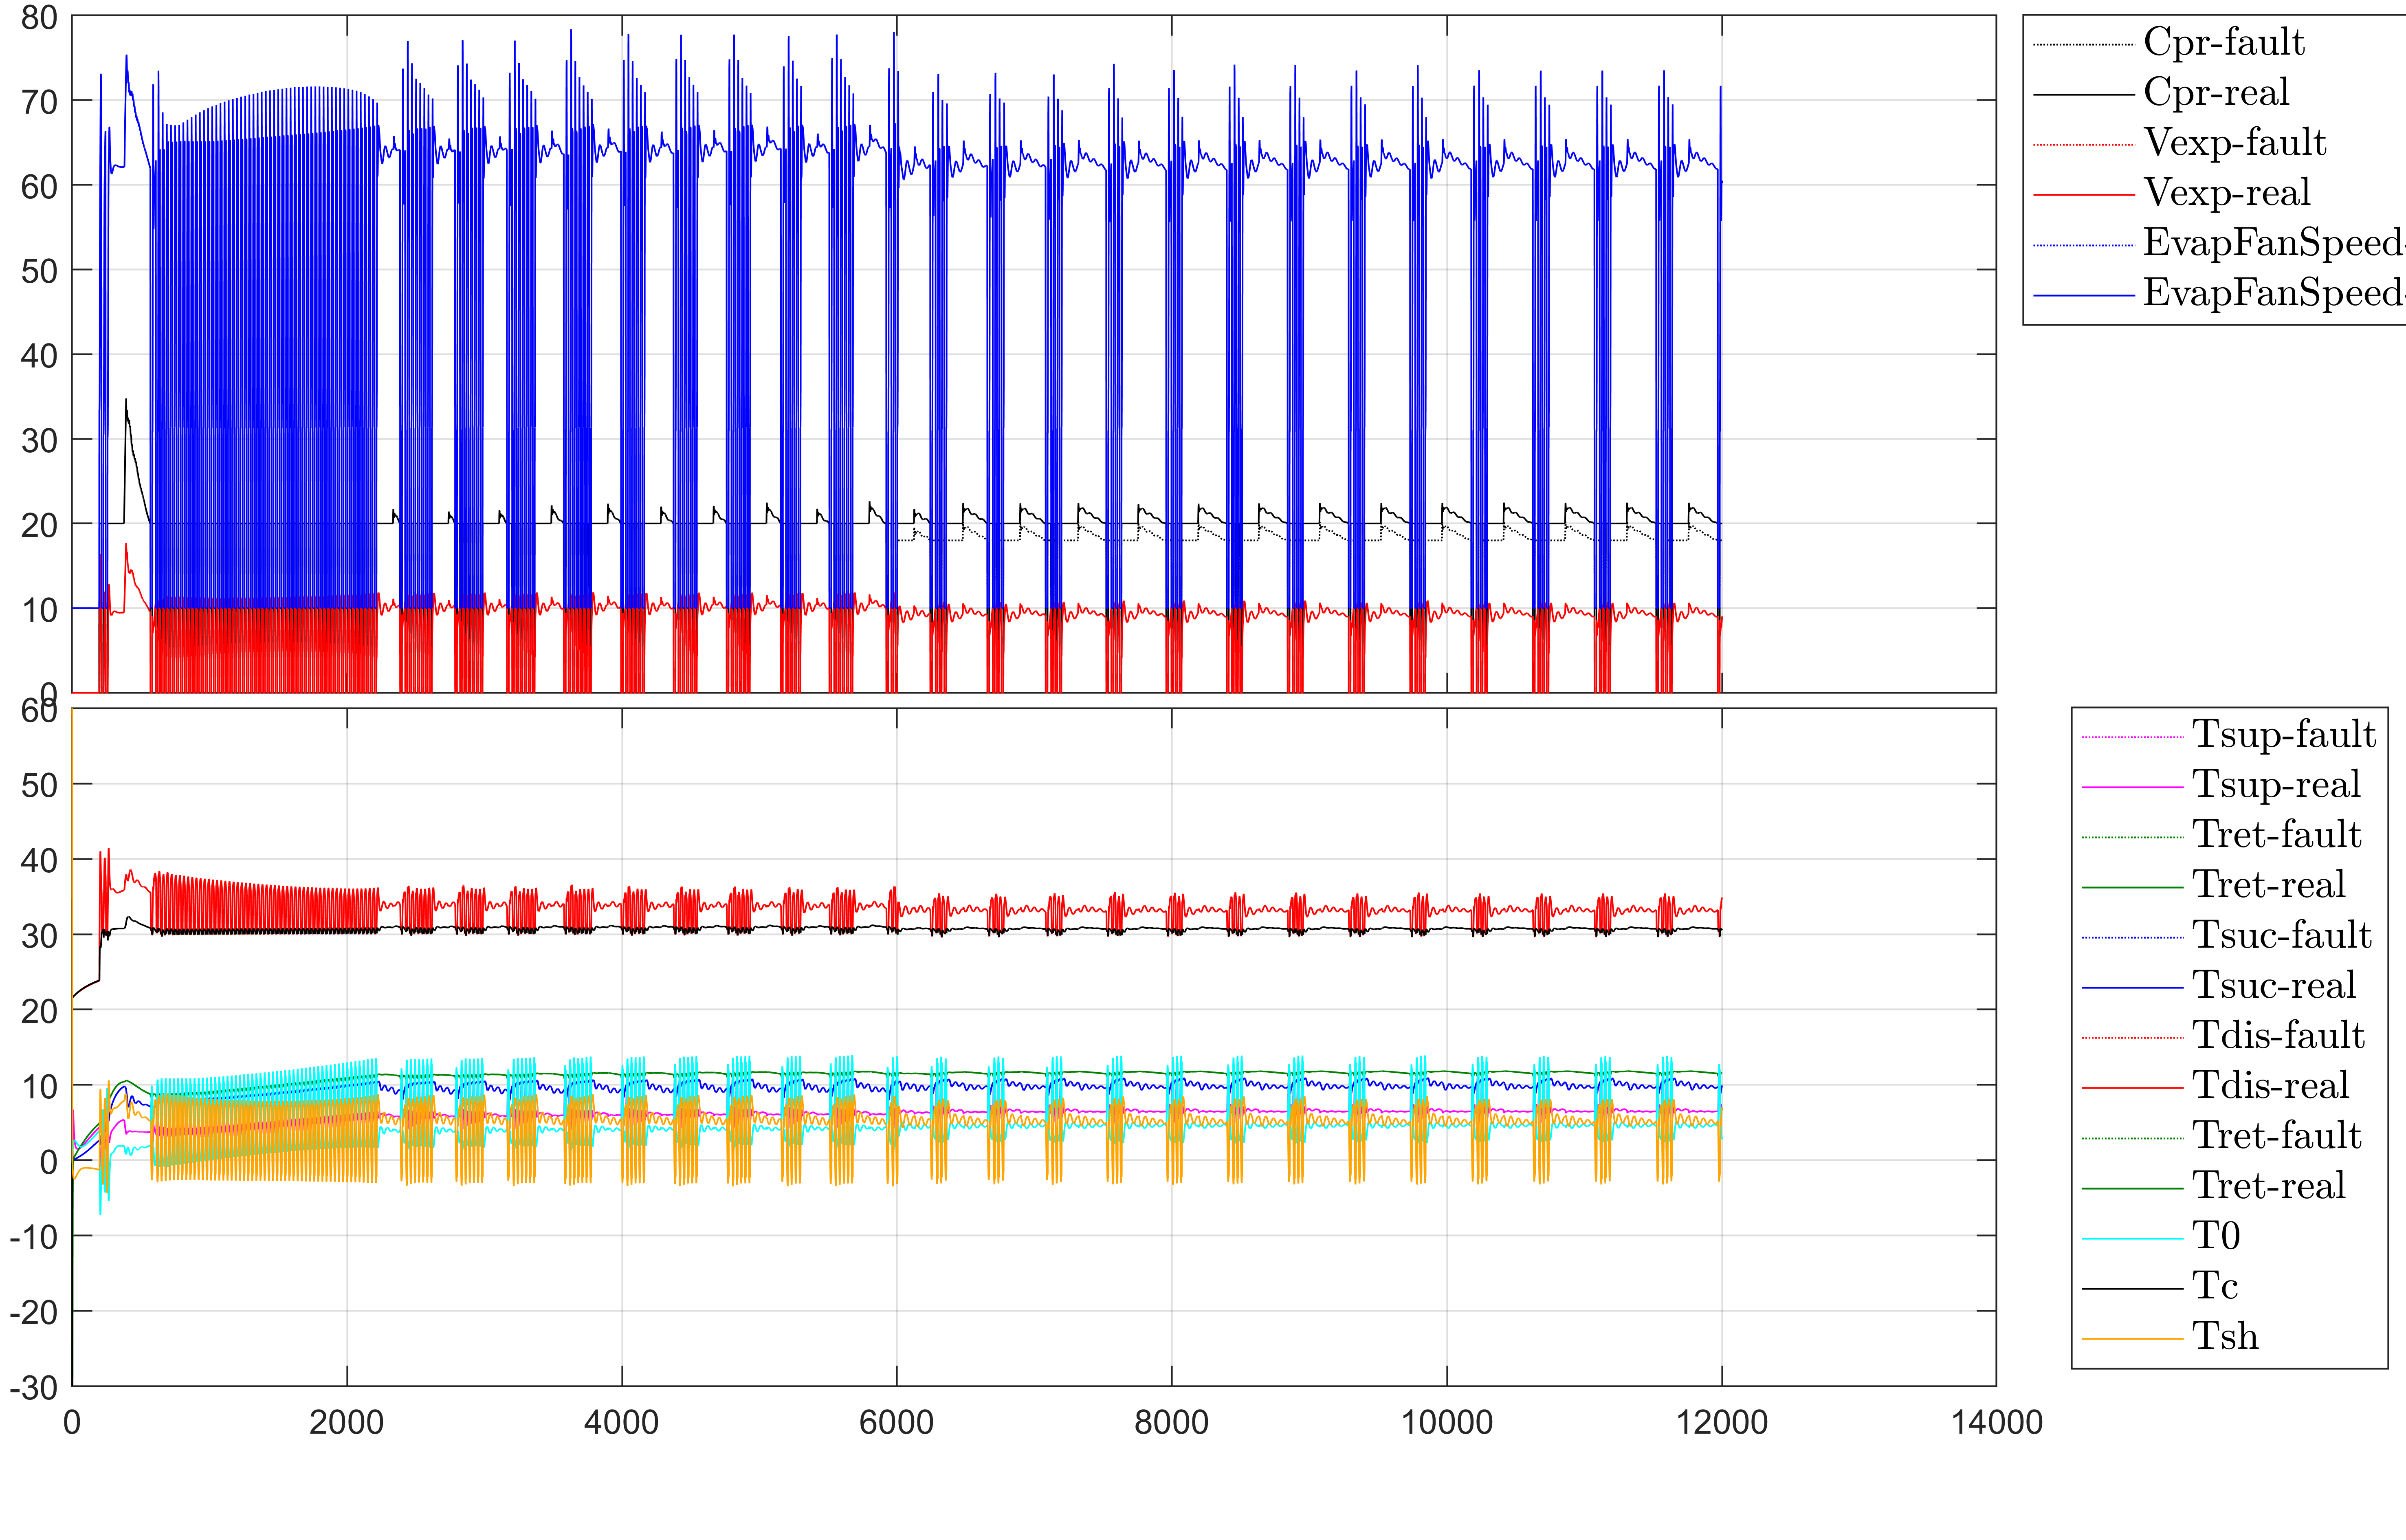 80
70
60
50
40
30
20
10
0
Cpr-fault
Cpr-real
Vexp-fault
Vexp-real
EvapFanSpeed-
EvapFanSpeed-
60
50
40
30
20
10
0
-10
-20
-30
0 2000 4000 6000 8000 10000 12000 14000
Tsup-fault
Tsup-real
Tret-fault
Tret-real
Tsuc-fault
Tsuc-real
Tdis-fault
Tdis-real
Tret-fault
Tret-real
T0
Tc
Tsh